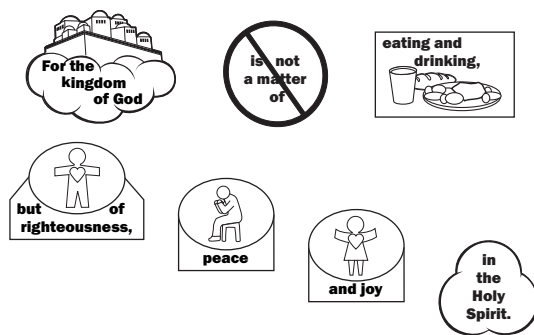 For the
kingdom
of God
is not
a matter
of
eating and
drinking,
but of
righteousness,
peace
and joy
in
the
Holy
Spirit.